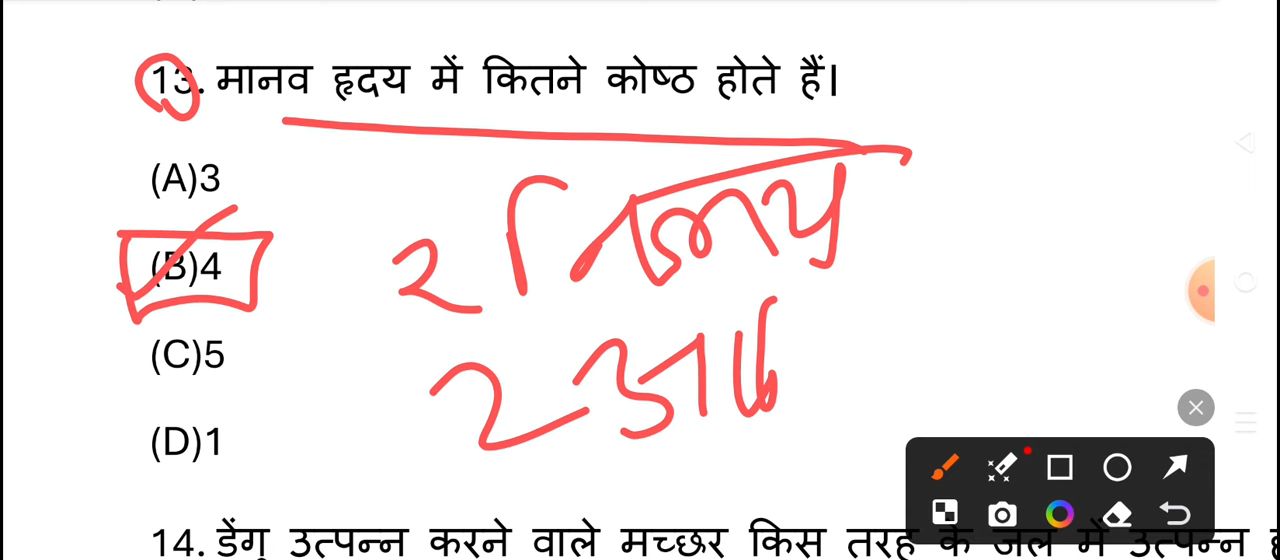 13. मानव हृदय में कितने कोष्ठ होते हैं।
(A)3
(B)4
2 निलय
(C)5
2
(D)1
14. डेंगू उत्पन्न करने वाले मच्छर किस तरह के जल में उत्पन्न